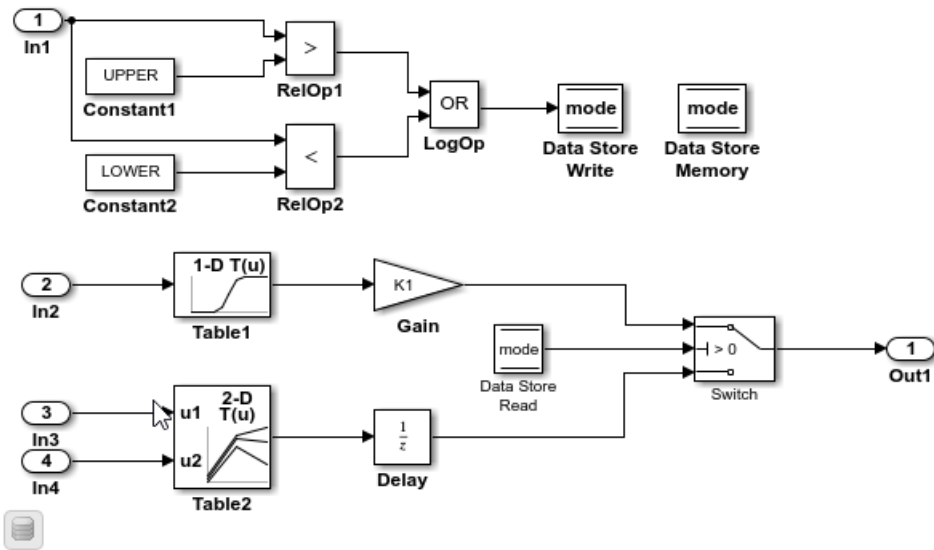 1
In1
UPPER
Constant1
>
RelOp1
LOWER
Constant2
<
RelOp2
OR
LogOp
mode
Data Store
Write
mode
Data Store
Memory
2
In2
1-D T(u)
Table1
K1
Gain
mode
Data Store
Read
> 0
Switch
1
Out1
3
In3
4
In4
u1
u2
2-D
T(u)
Table2
1
z
Delay